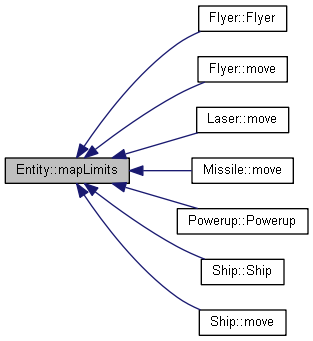 Flyer::Flyer
Flyer::move
Laser::move
Entity::mapLimits
Missile::move
Powerup::Powerup
Ship::Ship
Ship::move